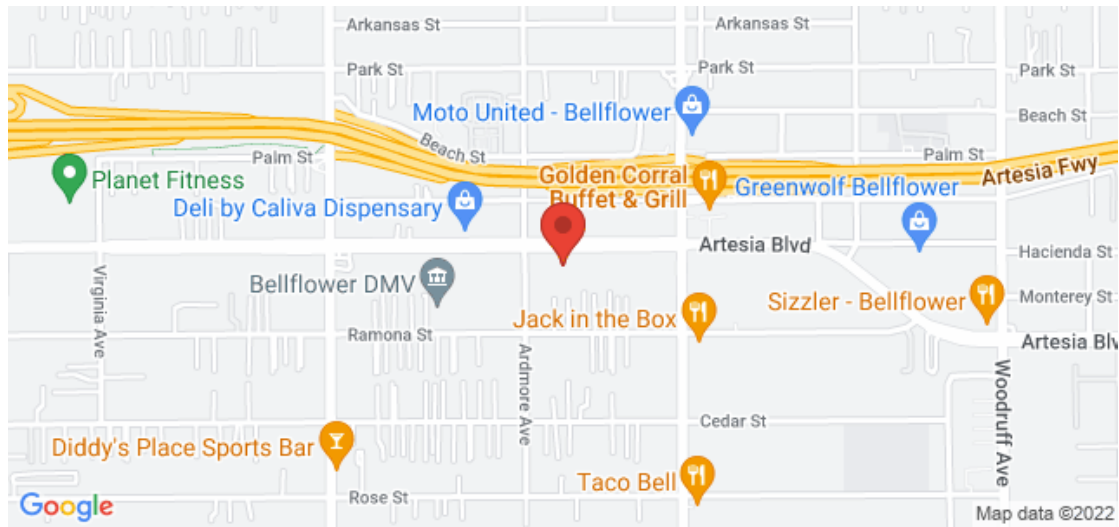 Arkansas St
Arkansas St
Park St
Park St
Park St
Moto United - Bellflower
Beach St
Beach St
Palm St
Palm St
Artesia Fwy
Planet Fitness
Golden Corral
Buffet & Grill
Greenwolf Bellflower
Deli by Caliva Dispensary
Artesia Blvd
Hacienda St
Bellflower DMV
Virginia Ave
Sizzler - Bellflower
Monterey St
Jack in the Box
Ramona St
Artesia Blv
Ardmore Ave
Woodruff Ave
Cedar St
Diddy's Place Sports Bar
Taco Bell
Rose St
Google
Map data ©2022